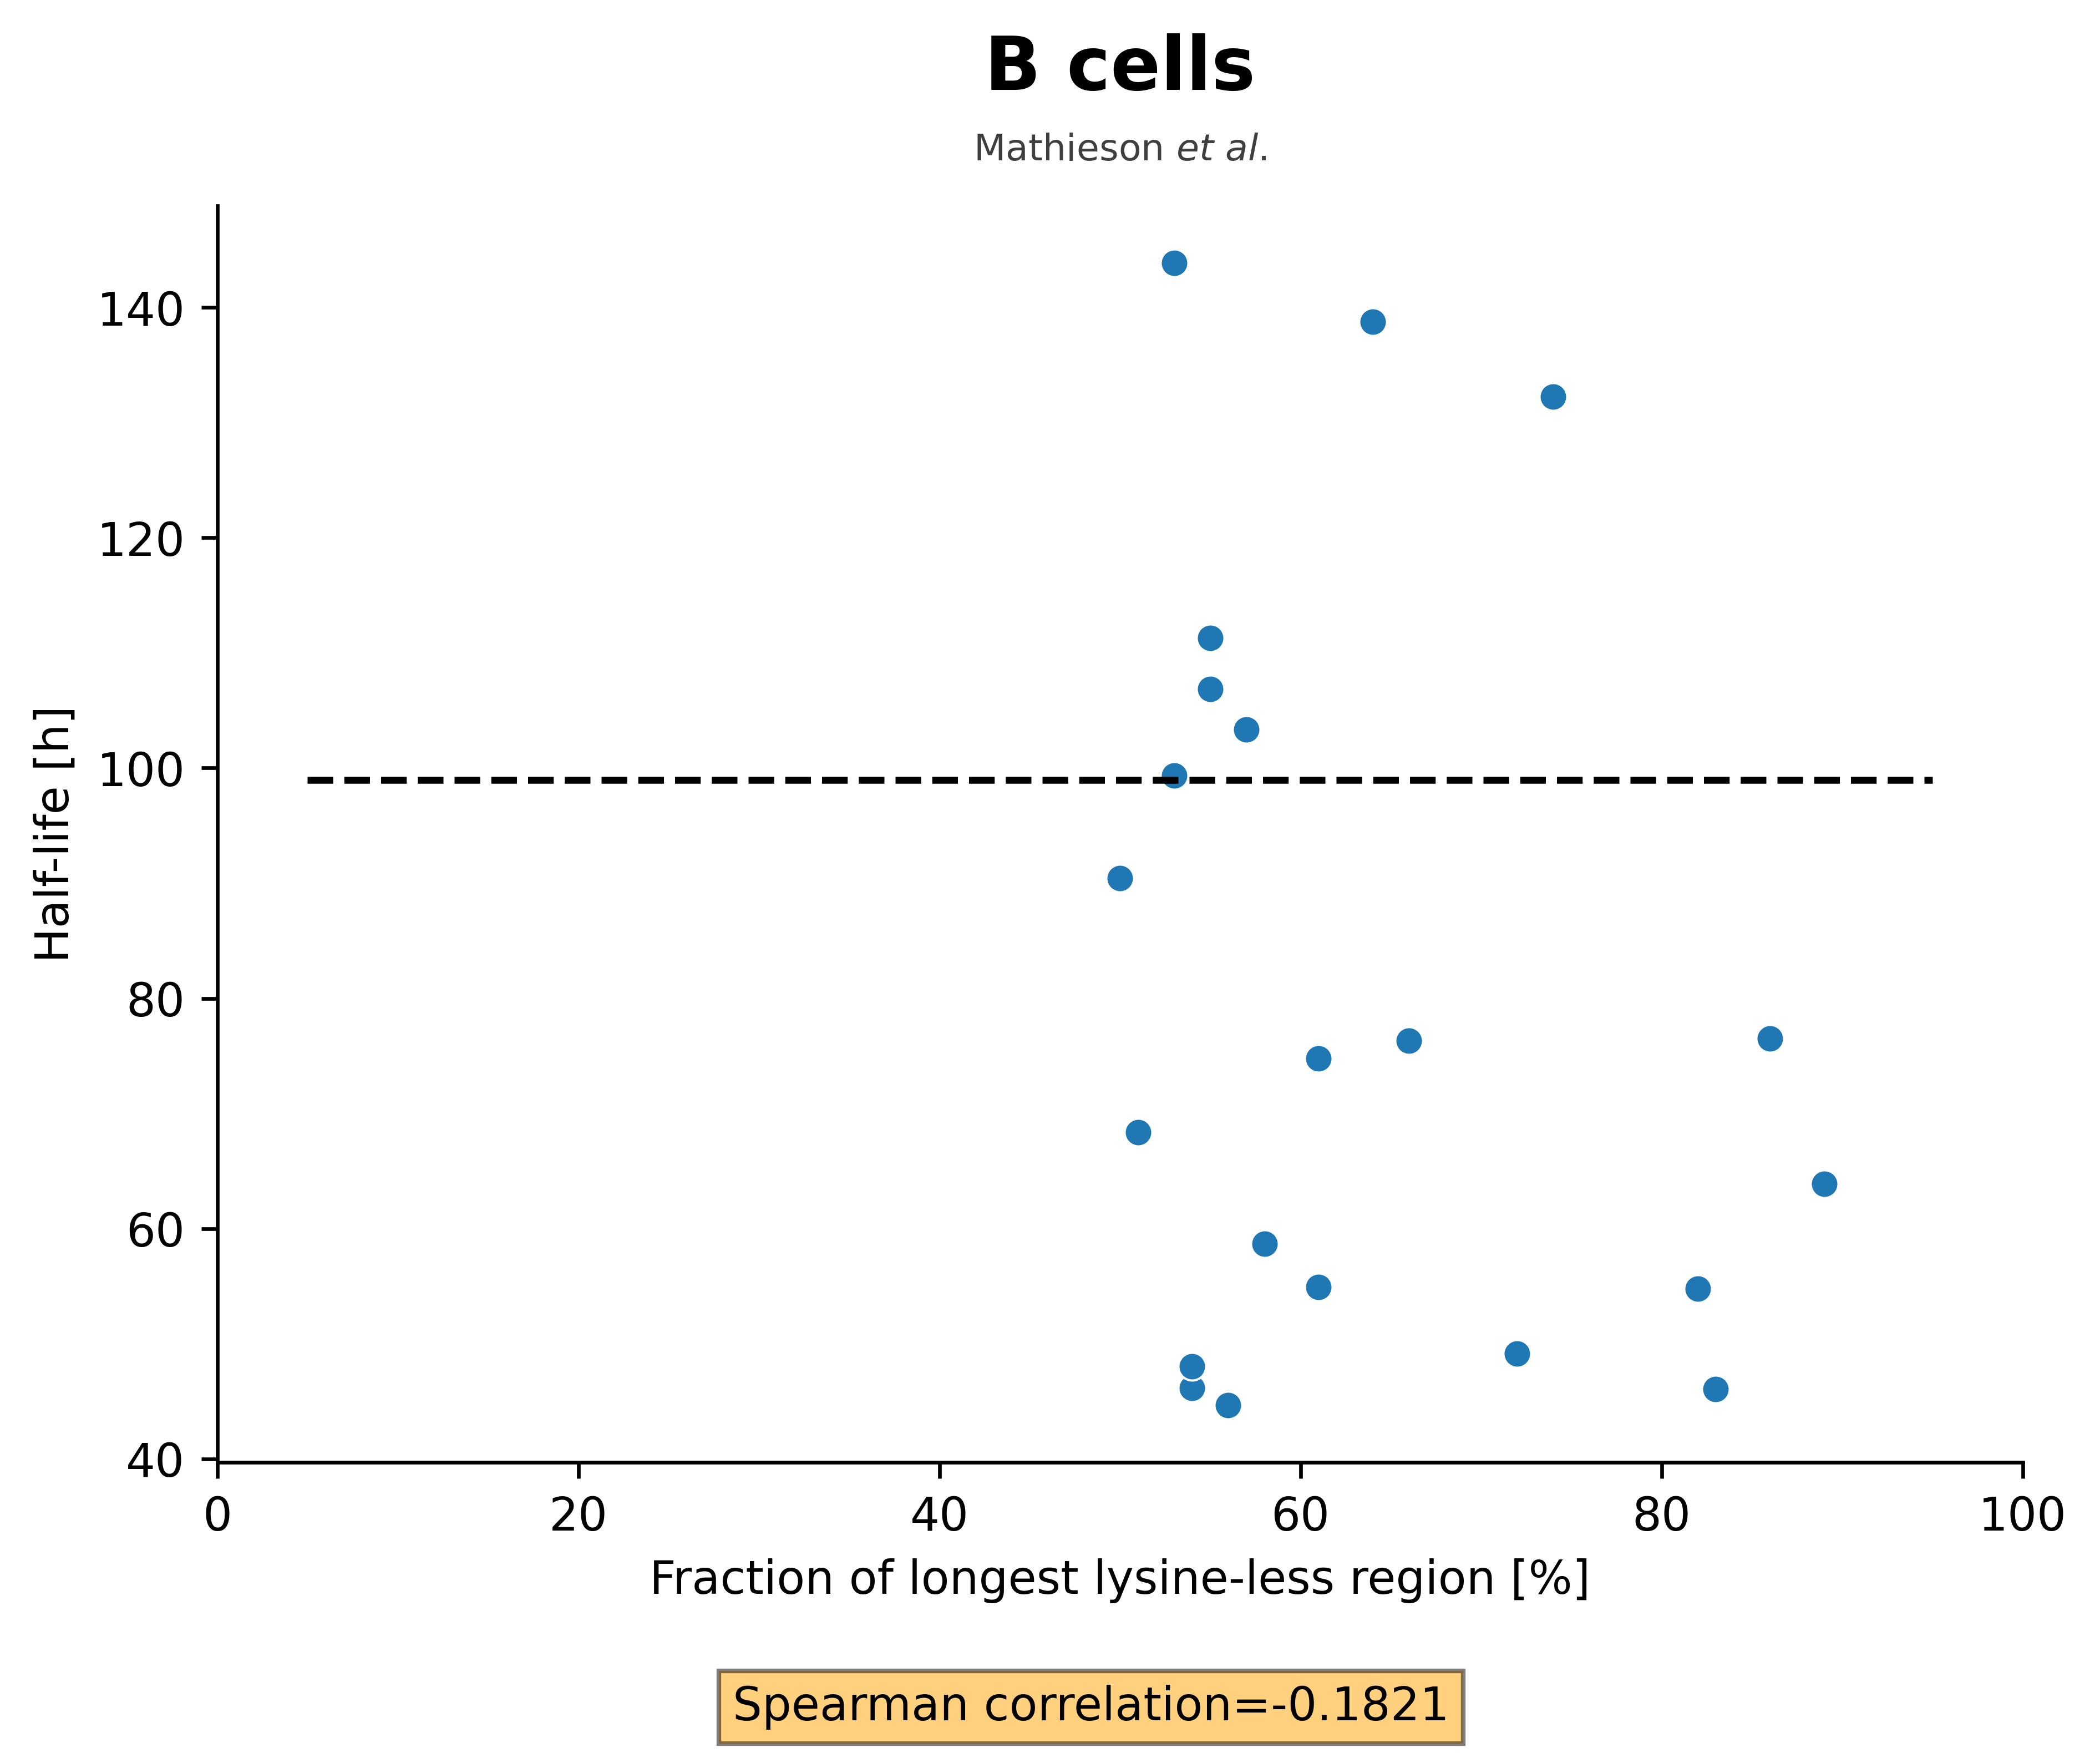 B cells
Mathieson et al.
140
120
100
80
60
40
Half-life [h]
0 20 40 60 80 100
Fraction of longest lysine-less region [%]
Spearman correlation=-0.1821